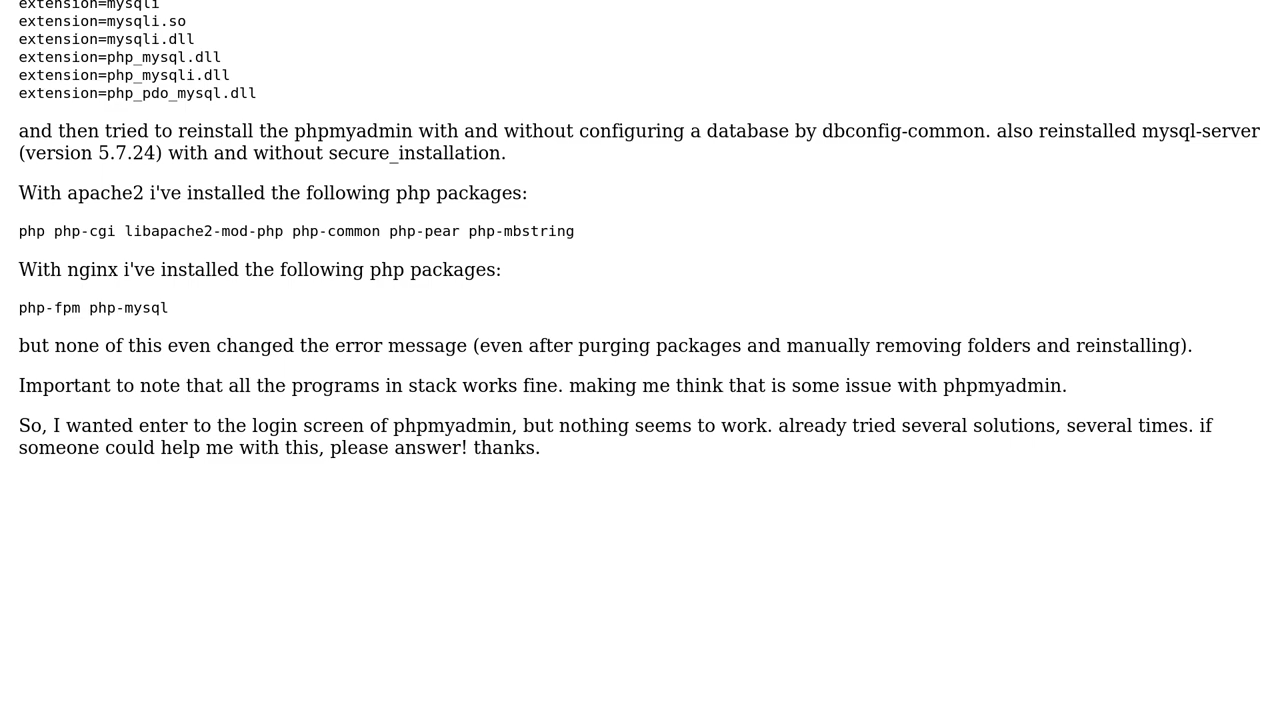 extension=mysqli
extension=mysqli.so
extension=mysqli.dll
extension=php_mysql.dll
extension=php_mysqli.dll
extension=php_pdo_mysql.dll
and then tried to reinstall the phpmyadmin with and without configuring a database by dbconfig-common. also reinstalled mysql-server
(version 5.7.24) with and without secure_installation.
With apache2 i've installed the following php packages:
php php-cgi libapache2-mod-php php-common php-pear php-mbstring
With nginx i've installed the following php packages:
php-fpm php-mysql
but none of this even changed the error message (even after purging packages and manually removing folders and reinstalling).
Important to note that all the programs in stack works fine. making me think that is some issue with phpmyadmin.
So, I wanted enter to the login screen of phpmyadmin, but nothing seems to work. already tried several solutions, several times. if
someone could help me with this, please answer! thanks.